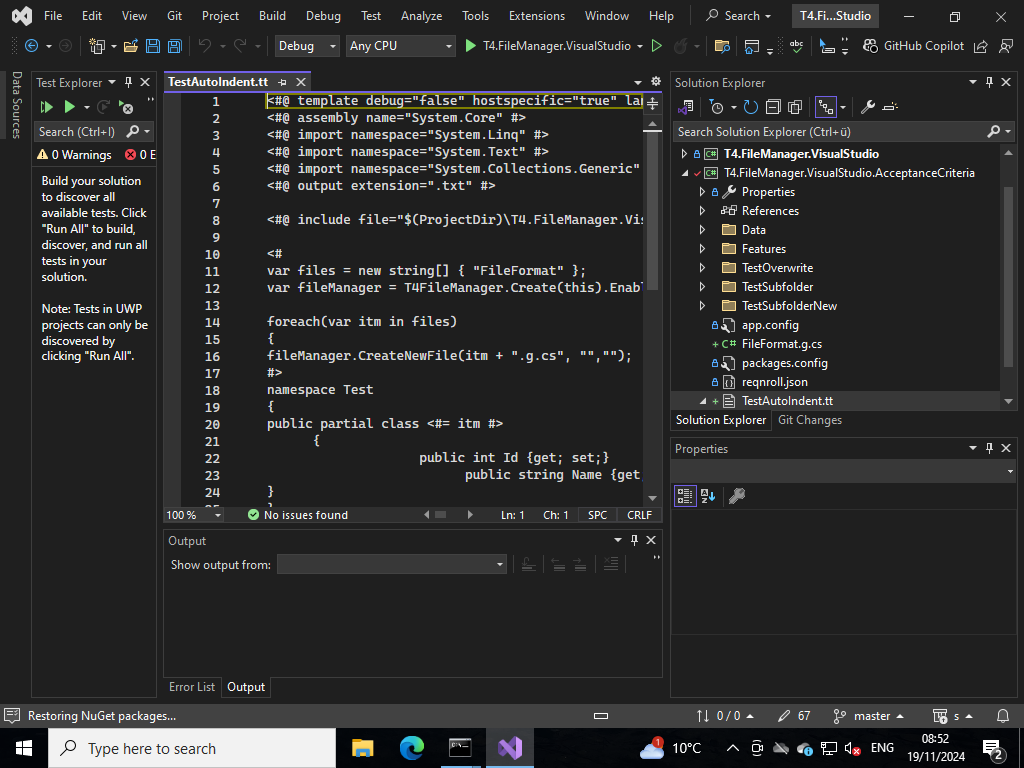 File Edit View Git Project Build Debug Test Analyze Tools Extensions Window Help Search T4.Fi...Studio
Debug Any CPU T4.FileManager.VisualStudio GitHub Copilot
Data Sources
Test Explorer
Search (Ctrl+I)
0 Warnings 0 E
Build your solution
to discover all
available tests. Click
"Run All" to build,
discover, and run all
tests in your
solution.
Note: Tests in UWP
projects can only be
discovered by
clicking "Run All".
TestAutoIndent.tt
1 <#@ template debug="false" hostspecific="true" la
2 <#@ assembly name="System.Core" #>
3 <#@ import namespace="System.Linq" #>
4 <#@ import namespace="System.Text" #>
5 <#@ import namespace="System.Collections.Generic"
6 <#@ output extension=".txt" #>
7
8 <#@ include file="$(ProjectDir)\T4.FileManager.Vi
9
10 <#
11 var files = new string[] { "FileFormat" };
12 var fileManager = T4FileManager.Create(this).Enab
13
14 foreach(var itm in files)
15 {
16 fileManager.CreateNewFile(itm + ".g.cs", "","");
17 #>
18 namespace Test
19 {
20 public partial class <#= itm #>
21 {
22 public int Id {get; set;}
23 public string Name {get
24 }
100 % No issues found Ln: 1 Ch: 1 SPC CRLF
Output
Show output from:
Error List Output
Solution Explorer
Search Solution Explorer (Ctrl+ü)
C# T4.FileManager.VisualStudio
C# T4.FileManager.VisualStudio.AcceptanceCriteria
Properties
References
Data
Features
TestOverwrite
TestSubfolder
TestSubfolderNew
app.config
+ C# FileFormat.g.cs
packages.config
reqnroll.json
+ TestAutoIndent.tt
Solution Explorer Git Changes
Properties
Restoring NuGet packages... 0 / 0 67 master s
Type here to search 1 10°C ENG 08:52
19/11/2024 2